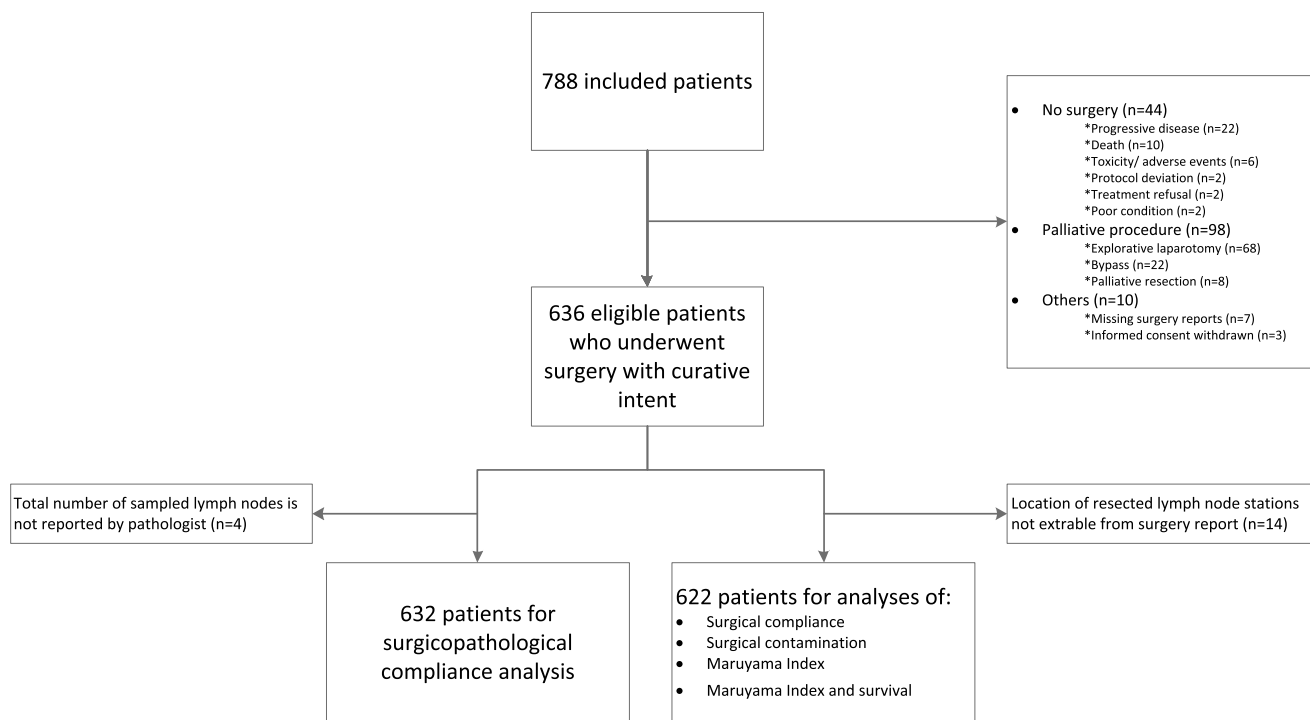 788 included patients
• No surgery (n=44)
*Progressive disease (n=22)
*Death (n=10)
*Toxicity/ adverse events (n=6)
*Protocol deviation (n=2)
*Treatment refusal (n=2)
*Poor condition (n=2)
• Palliative procedure (n=98)
*Explorative laparotomy (n=68)
*Bypass (n=22)
*Palliative resection (n=8)
• Others (n=10)
*Missing surgery reports (n=7)
*Informed consent withdrawn (n=3)
636 eligible patients
who underwent
surgery with curative
intent
Total number of sampled lymph nodes is
not reported by pathologist (n=4)
Location of resected lymph node stations
not extrable from surgery report (n=14)
632 patients for
surgicopathological
compliance analysis
622 patients for analyses of:
• Surgical compliance
• Surgical contamination
• Maruyama Index
• Maruyama Index and survival